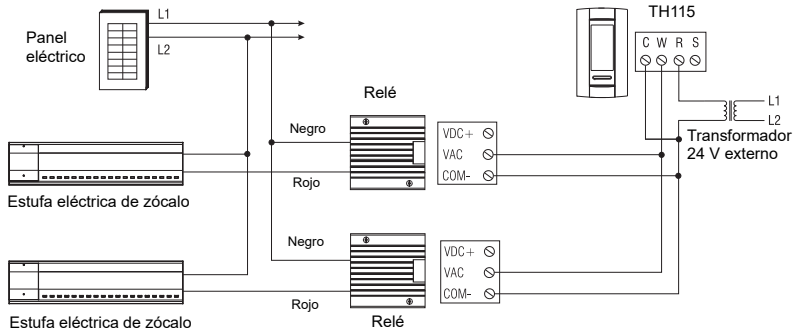 L1
L2
Panel
eléctrico
TH115
C W R S
L1
L2
Transformador
24 V externo
Relé
Negro
Rojo
VDC+
VAC
COM-
Estufa eléctrica de zócalo
Negro
Rojo
VDC+
VAC
COM-
Relé
Estufa eléctrica de zócalo